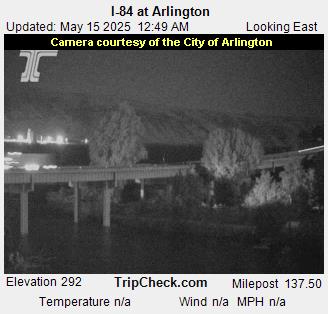 I-84 at Arlington
Updated: May 15 2025 12:49 AM Looking East
Camera courtesy of the City of Arlington
Elevation 292 TripCheck.com Milepost 137.50
Temperature n/a Wind n/a MPH n/a